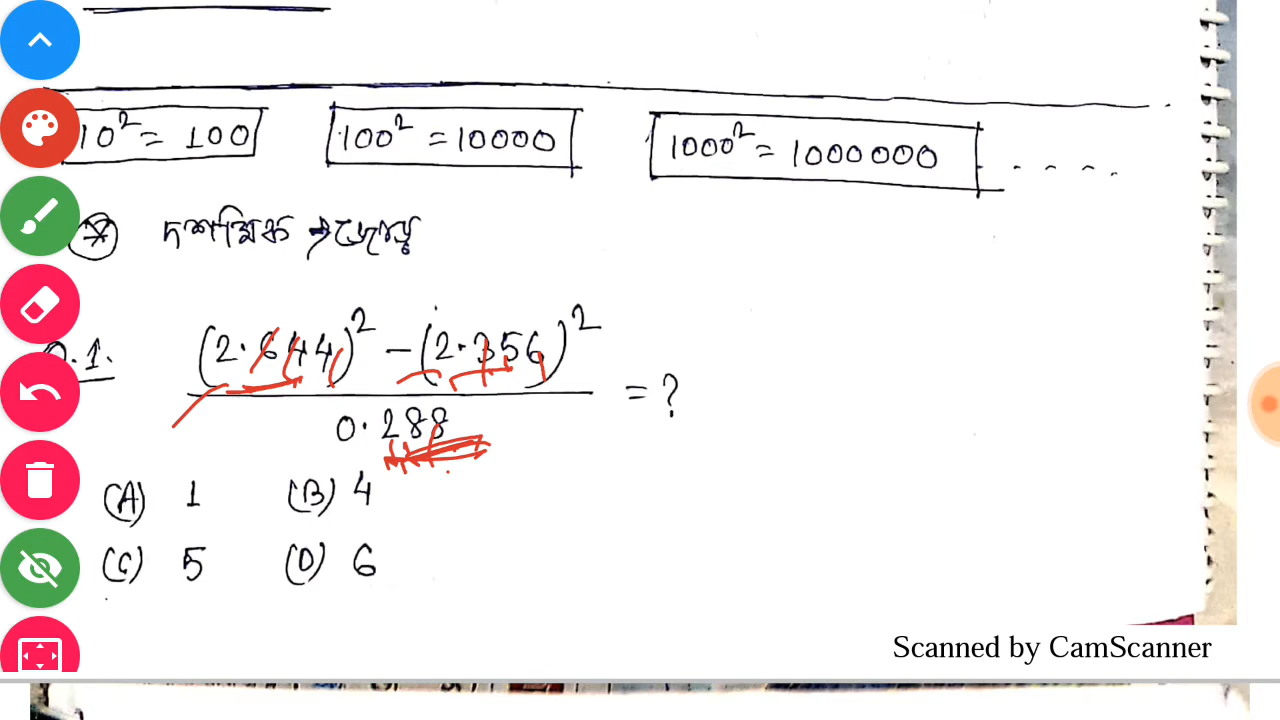 10² = 100 100² = 10000 1000² = 1000000 . . . .
* দশমিক →
Q.1. (2.644)² - (2.356)² / 0.288 = ?
(A) 1 (B) 4
(C) 5 (D) 6
Scanned by CamScanner